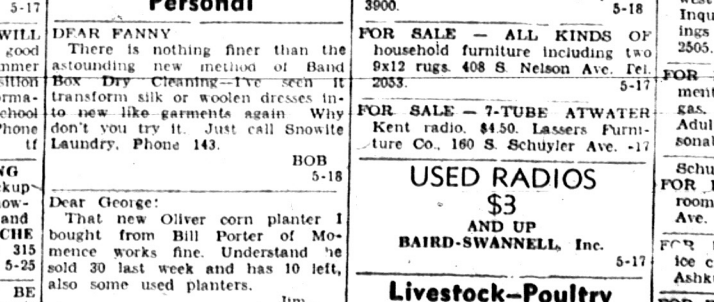 5-17
WILL
good
ma-
chool
Phone
tf
NG
ckup
ow-
and
CHE
315
5-25
BE
Personal
DEAR FANNY
There is nothing finer than the
astounding new method of Band
Box Dry Cleaning—I've seen it
transform silk or woolen dresses in-
to new like garments again Why
don't you try it. Just call Snowite
Laundry. Phone 143.
BOB
5-18
Dear George:
That new Oliver corn planter I
bought from Bill Porter of Mo-
mence works fine. Understand he
sold 30 last week and has 10 left,
also some used planters.
Jim
3900.
5-18
FOR SALE — ALL KINDS OF
household furniture including two
9x12 rugs. 408 S. Nelson Ave. Tel.
2053.
5-17
FOR SALE — 7-TUBE ATWATER
Kent radio. $4.50. Lassers Furni-
ture Co., 160 S. Schuyler Ave. -17
USED RADIOS
$3
AND UP
BAIRD-SWANNELL, Inc.
5-17
Livestock—Poultry
Inqu
ings
2505.
FOR
ment
gas.
Adul
sonal
Schu
FOR
room
Ave.
ice c
Ashk